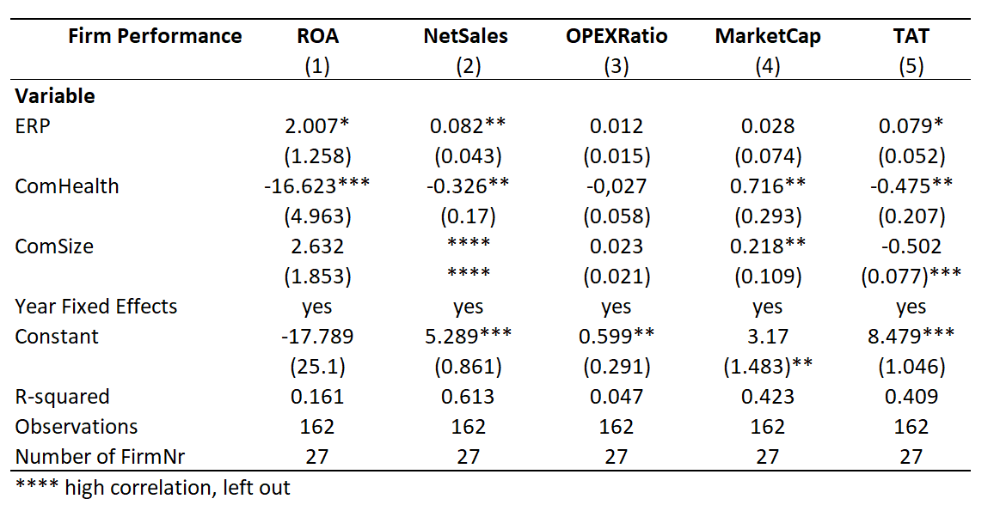 Firm Performance ROA NetSales OPEXRatio MarketCap TAT
(1) (2) (3) (4) (5)
Variable
ERP 2.007* 0.082** 0.012 0.028 0.079*
(1.258) (0.043) (0.015) (0.074) (0.052)
ComHealth -16.623*** -0.326** -0,027 0.716** -0.475**
(4.963) (0.17) (0.058) (0.293) (0.207)
ComSize 2.632 **** 0.023 0.218** -0.502
(1.853) **** (0.021) (0.109) (0.077)***
Year Fixed Effects yes yes yes yes yes
Constant -17.789 5.289*** 0.599** 3.17 8.479***
(25.1) (0.861) (0.291) (1.483)** (1.046)
R-squared 0.161 0.613 0.047 0.423 0.409
Observations 162 162 162 162 162
Number of FirmNr 27 27 27 27 27
**** high correlation, left out